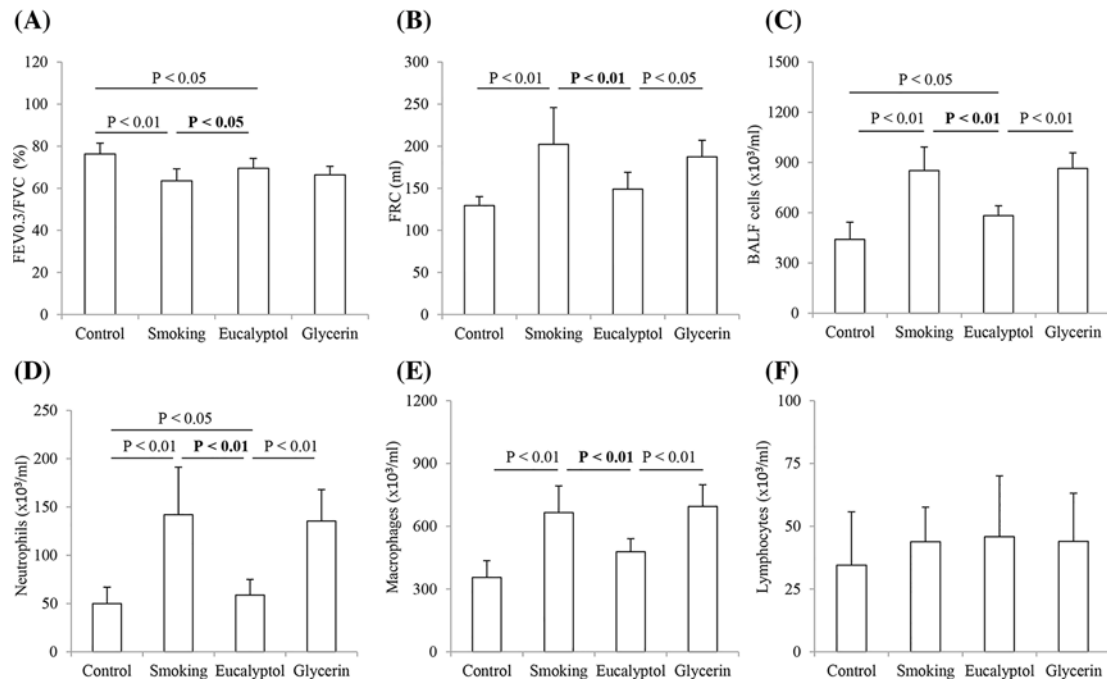 (A)
FEV0.3/FVC (%)
120
100
80
60
40
20
0
P < 0.05
P < 0.01 P < 0.05
Control Smoking Eucalyptol Glycerin
(B)
FRC (ml)
300
250
200
150
100
50
0
P < 0.01 P < 0.01 P < 0.05
Control Smoking Eucalyptol Glycerin
(C)
BALF cells (x10³/ml)
1500
1200
900
600
300
0
P < 0.05
P < 0.01 P < 0.01 P < 0.01
Control Smoking Eucalyptol Glycerin
(D)
Neutrophils (x10³/ml)
250
200
150
100
50
0
P < 0.05
P < 0.01 P < 0.01 P < 0.01
Control Smoking Eucalyptol Glycerin
(E)
Macrophages (x10³/ml)
1200
900
600
300
0
P < 0.01 P < 0.01 P < 0.01
Control Smoking Eucalyptol Glycerin
(F)
Lymphocytes (x10³/ml)
100
75
50
25
0
Control Smoking Eucalyptol Glycerin